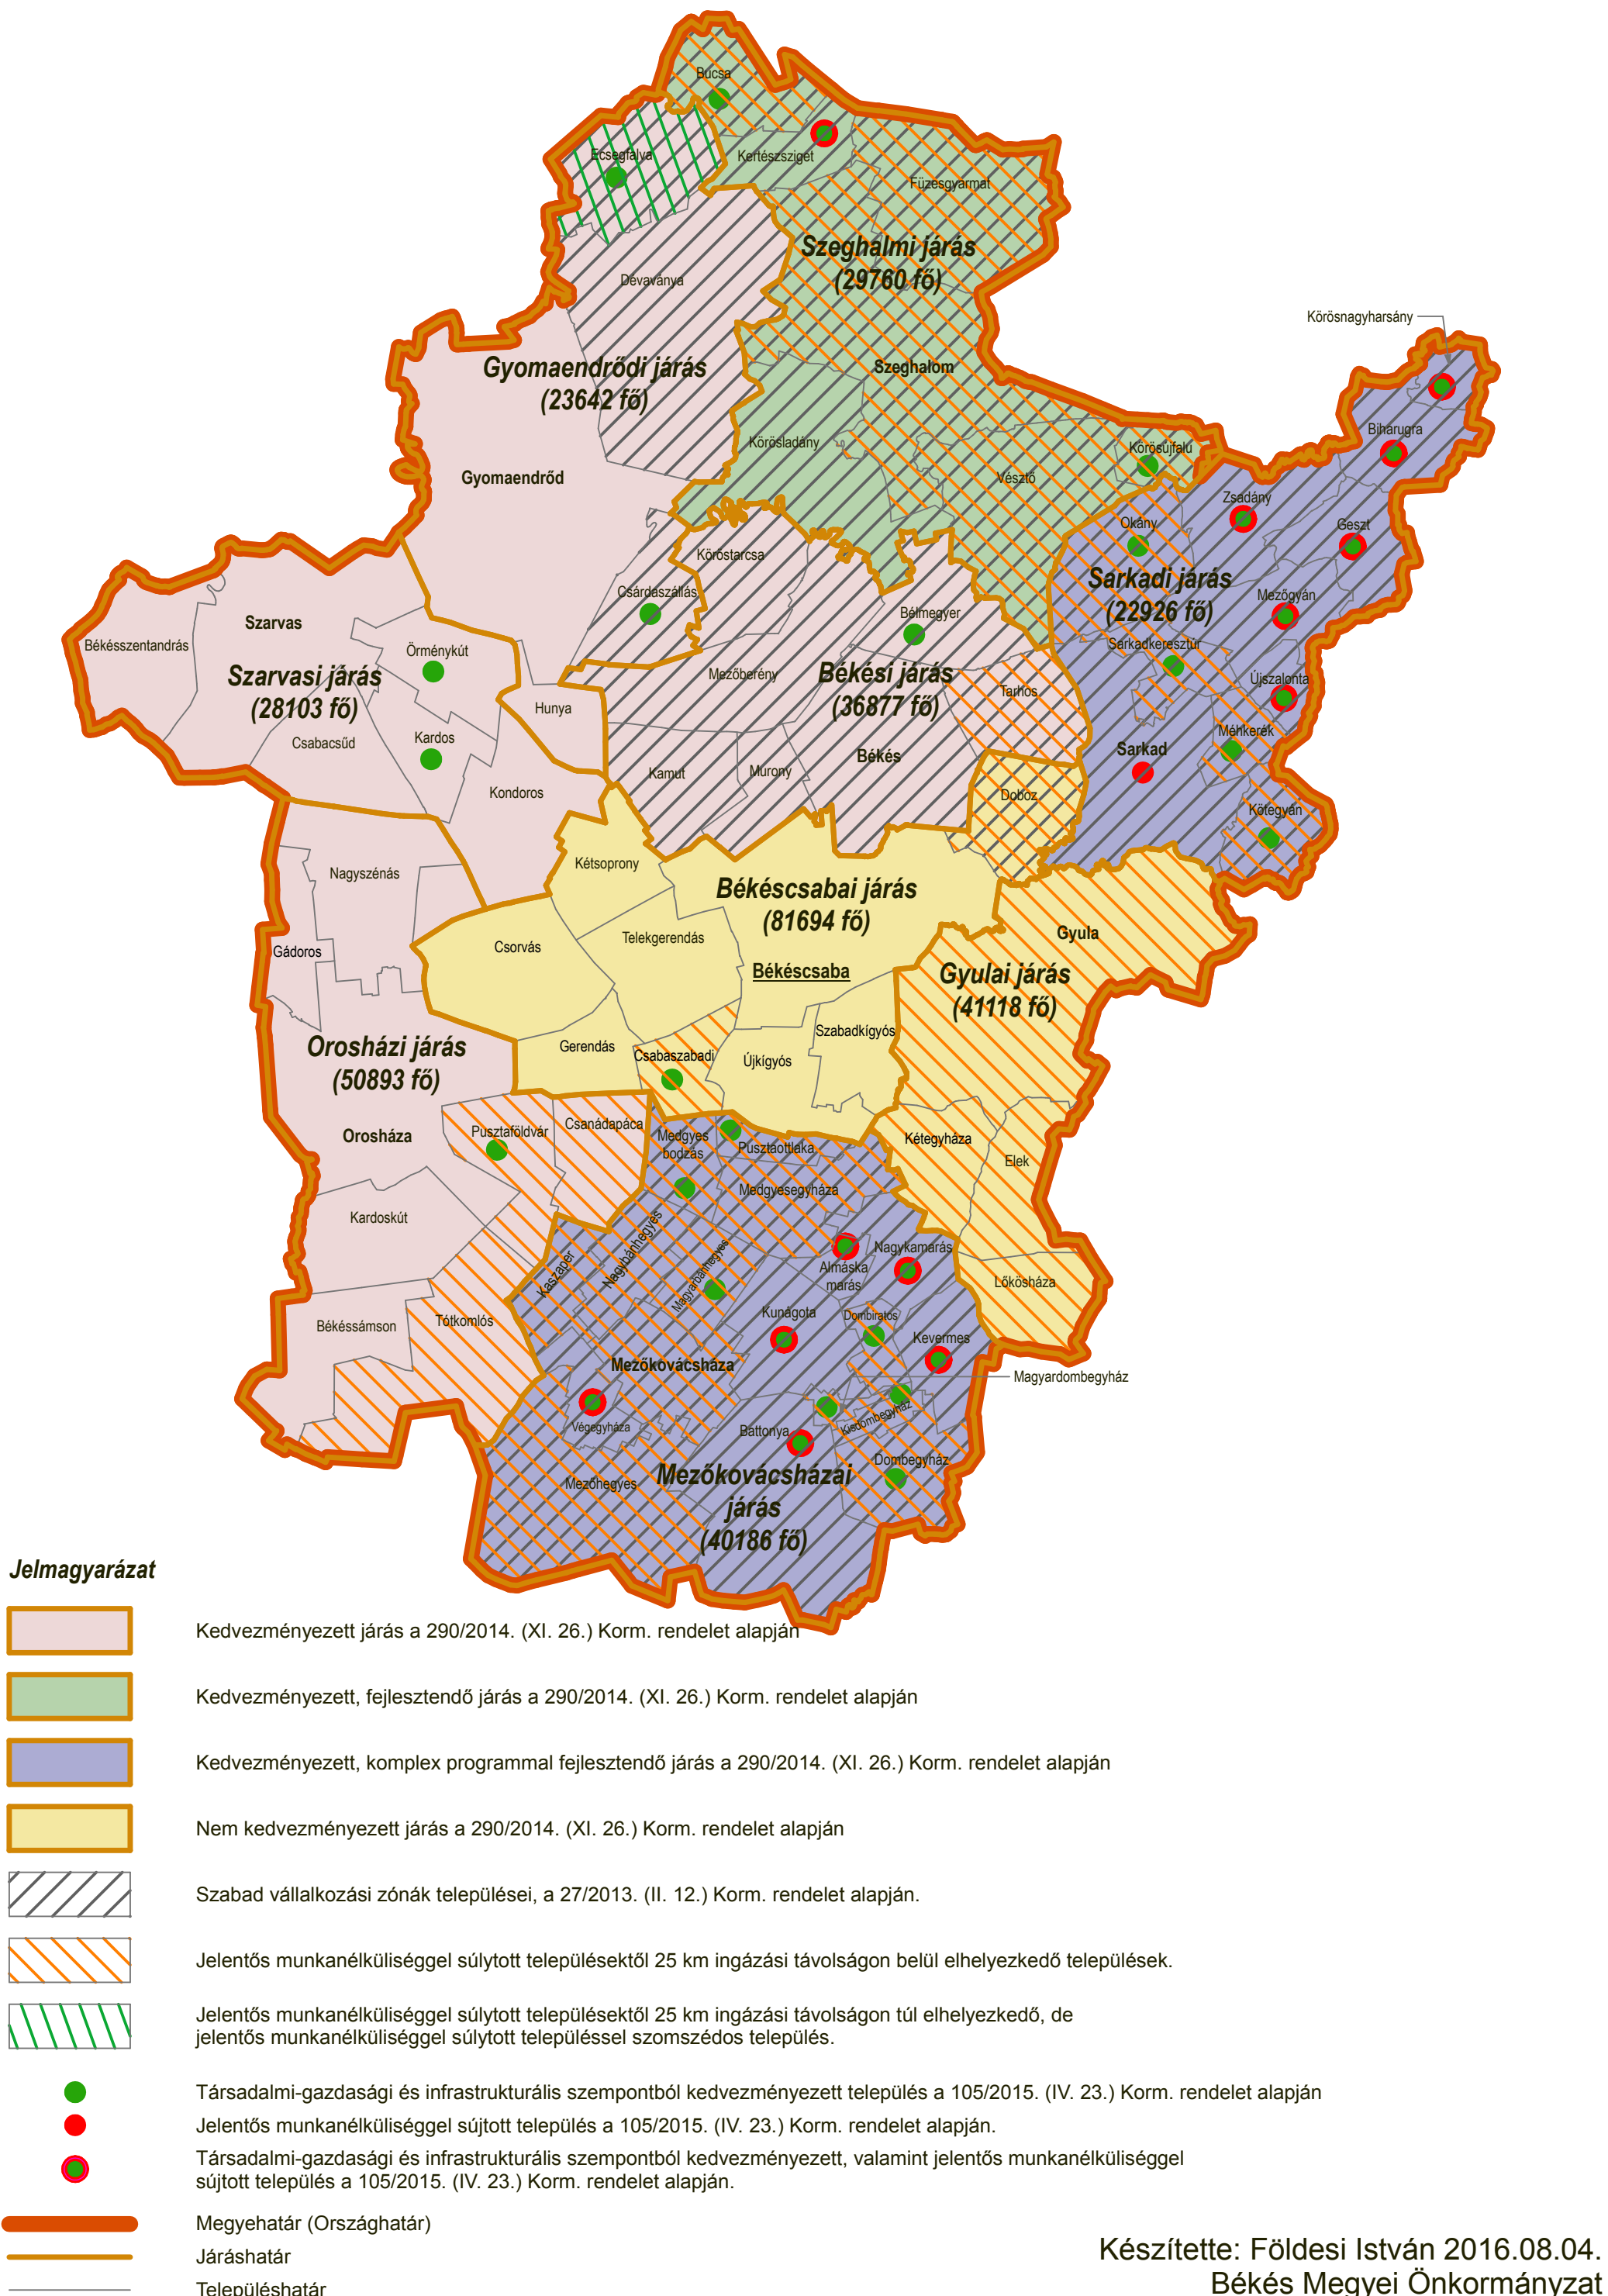 Bucsa
Ecsegfalva
Kertészsziget
Füzesgyarmat
Szeghalmi járás
(29760 fő)
Dévaványa
Körösnagyharsány
Gyomaendrődi járás
(23642 fő)
Szeghalom
Biharugra
Körösladány
Körösújfalu
Gyomaendrőd
Vésztő
Zsadány
Okány
Geszt
Köröstarcsa
Sarkadi járás
(22926 fő)
Csárdaszállás
Mezőgyán
Bélmegyer
Szarvas
Békésszentandrás
Örménykút
Sarkadkeresztúr
Szarvasi járás
(28103 fő)
Mezőberény
Békési járás
(36877 fő)
Tarhos
Újszalonta
Hunya
Csabacsűd
Kardos
Méhkerék
Sarkad
Békés
Kamut
Murony
Kondoros
Doboz
Kötegyán
Kétsoprony
Nagyszénás
Békéscsabai járás
(81694 fő)
Telekgerendás
Gyula
Csorvás
Gádoros
Békéscsaba
Gyulai járás
(41118 fő)
Szabadkígyós
Orosházi járás
(50893 fő)
Gerendás
Csabaszabadi
Újkígyós
Csanádapáca
Pusztaföldvár
Orosháza
Medgyes
bodzás
Pusztaottlaka
Kétegyháza
Elek
Medgyesegyháza
Kardoskút
Nagybánhegyes
Kaszaper
Magyarbánhegyes
Nagykamarás
Almáska
marás
Lőkösháza
Kunágota
Dombiratos
Békéssámson
Tótkomlós
Kevermes
Mezőkovácsháza
Magyardombegyház
Kisdombegyház
Végegyháza
Battonya
Dombegyház
Mezőhegyes
Mezőkovácsházai
járás
(40186 fő)
Jelmagyarázat
Kedvezményezett járás a 290/2014. (XI. 26.) Korm. rendelet alapján
Kedvezményezett, fejlesztendő járás a 290/2014. (XI. 26.) Korm. rendelet alapján
Kedvezményezett, komplex programmal fejlesztendő járás a 290/2014. (XI. 26.) Korm. rendelet alapján
Nem kedvezményezett járás a 290/2014. (XI. 26.) Korm. rendelet alapján
Szabad vállalkozási zónák települései, a 27/2013. (II. 12.) Korm. rendelet alapján.
Jelentős munkanélküliséggel súlytott településektől 25 km ingázási távolságon belül elhelyezkedő települések.
Jelentős munkanélküliséggel súlytott településektől 25 km ingázási távolságon túl elhelyezkedő, de
jelentős munkanélküliséggel súlytott településsel szomszédos település.
Társadalmi-gazdasági és infrastrukturális szempontból kedvezményezett település a 105/2015. (IV. 23.) Korm. rendelet alapján
Jelentős munkanélküliséggel sújtott település a 105/2015. (IV. 23.) Korm. rendelet alapján.
Társadalmi-gazdasági és infrastrukturális szempontból kedvezményezett, valamint jelentős munkanélküliséggel
sújtott település a 105/2015. (IV. 23.) Korm. rendelet alapján.
Megyehatár (Országhatár)
Járáshatár
Településhatár
Készítette: Földesi István 2016.08.04.
Békés Megyei Önkormányzat